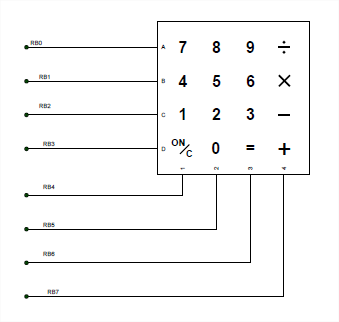 RB0 A 7 8 9 ÷
RB1 B 4 5 6 ×
RB2 C 1 2 3 −
RB3 D ON/C 0 = +
1 2 3 4
RB4
RB5
RB6
RB7